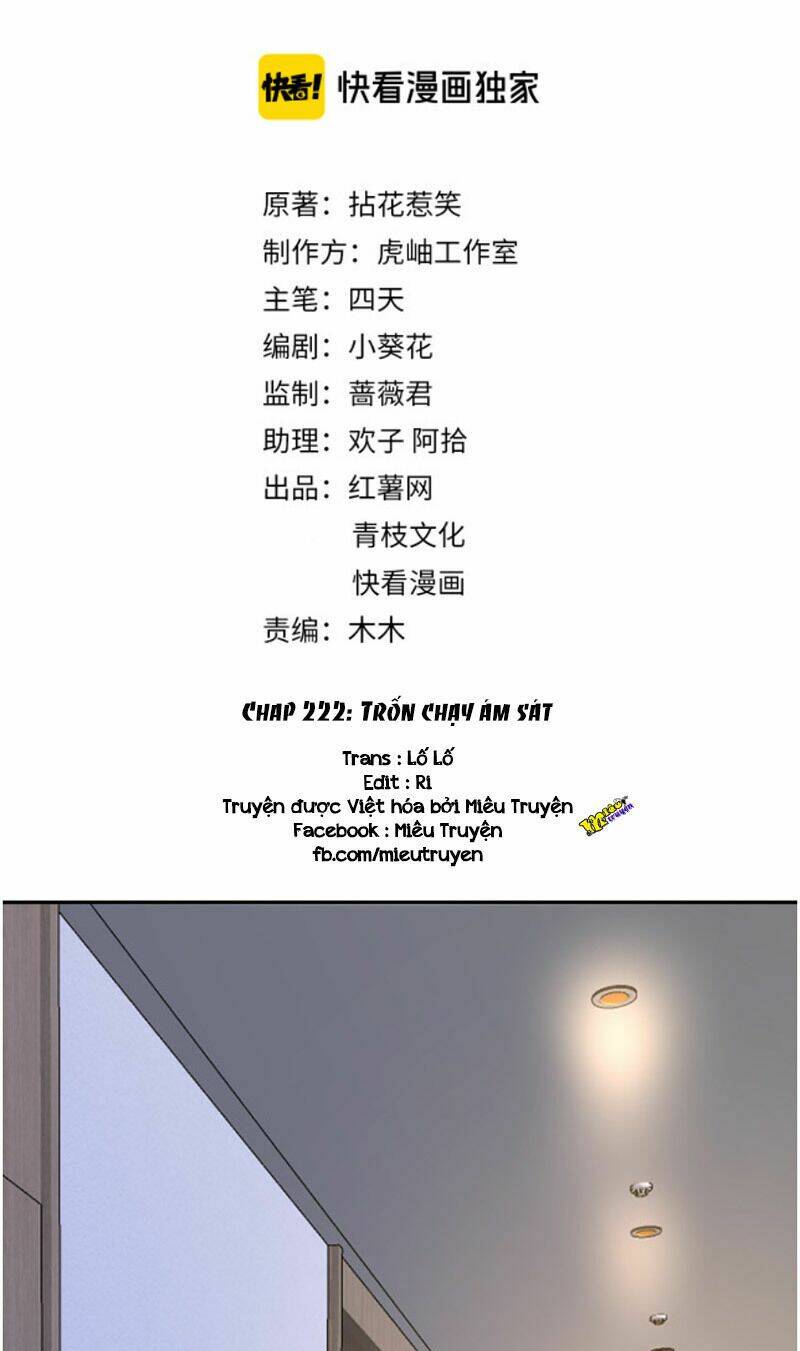 快看! 快看漫画独家
原著：拈花惹笑
制作方：虎岫工作室
主笔：四天
编剧：小葵花
监制：蔷薇君
助理：欢子 阿拾
出品：红薯网
青枝文化
快看漫画
责编：木木
Chap 222: Trốn chạy ám sát
Trans : Lố Lố
Edit : Ri
Truyện được Việt hóa bởi Miêu Truyện
Facebook : Miêu Truyện
fb.com/mieutruyen